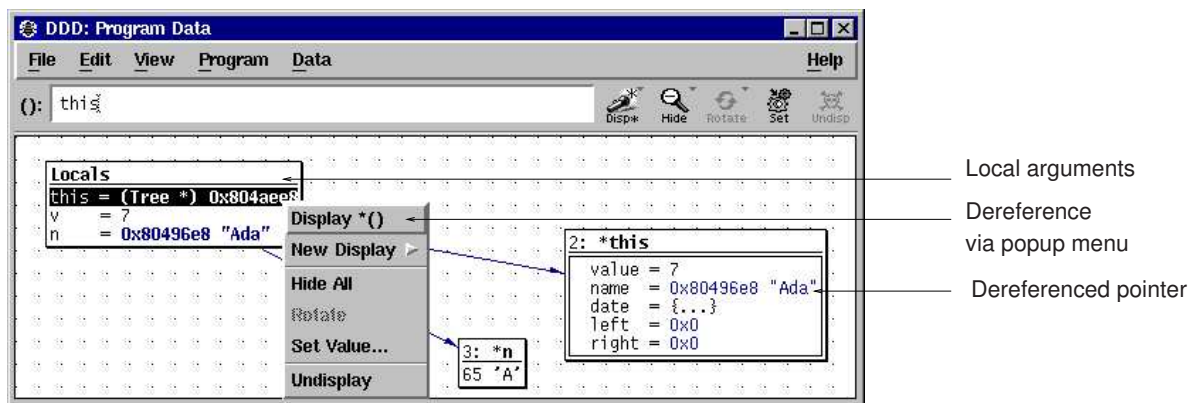 DDD: Program Data
File Edit View Program Data Help
(): this
Disp* Hide Rotate Set Undisp
Locals
this = (Tree *) 0x804aee8
v = 7
n = 0x80496e8 "Ada"
Display *()
New Display
Hide All
Rotate
Set Value...
Undisplay
2: *this
value = 7
name = 0x80496e8 "Ada"
date = {...}
left = 0x0
right = 0x0
3: *n
65 'A'
Local arguments
Dereference
via popup menu
Dereferenced pointer